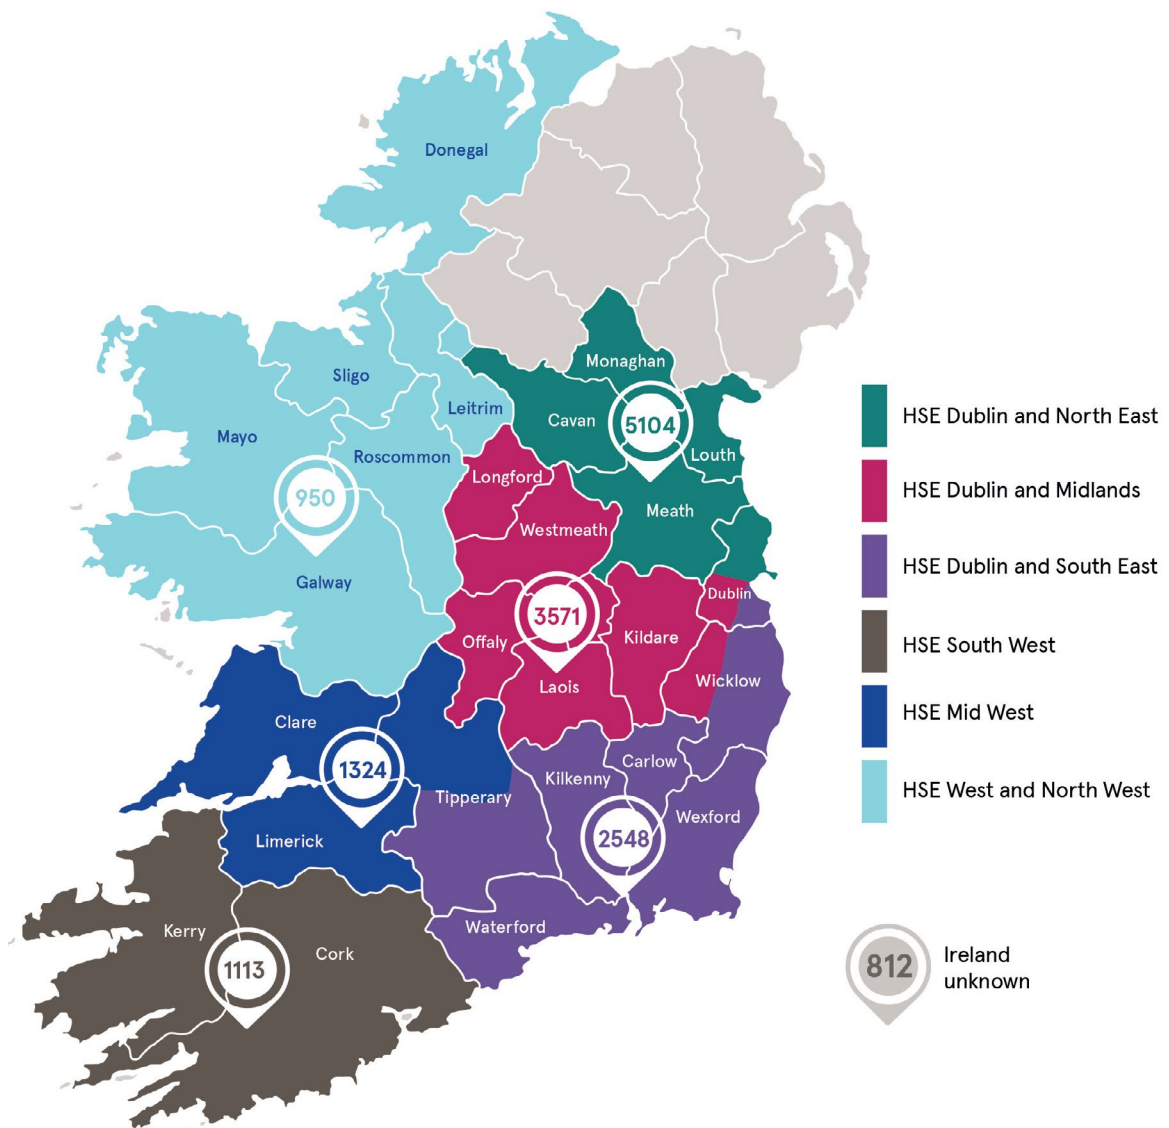 Donegal
Monaghan
Sligo
Cavan
5104
Leitrim
Mayo
Louth
Roscommon
Longford
950
Meath
Westmeath
Galway
Dublin
3571
Offaly
Kildare
Laois
Wicklow
Clare
1324
Kilkenny
Carlow
Tipperary
Wexford
Limerick
2548
Waterford
Kerry
Cork
1113
HSE Dublin and North East
HSE Dublin and Midlands
HSE Dublin and South East
HSE South West
HSE Mid West
HSE West and North West
812
Ireland
unknown